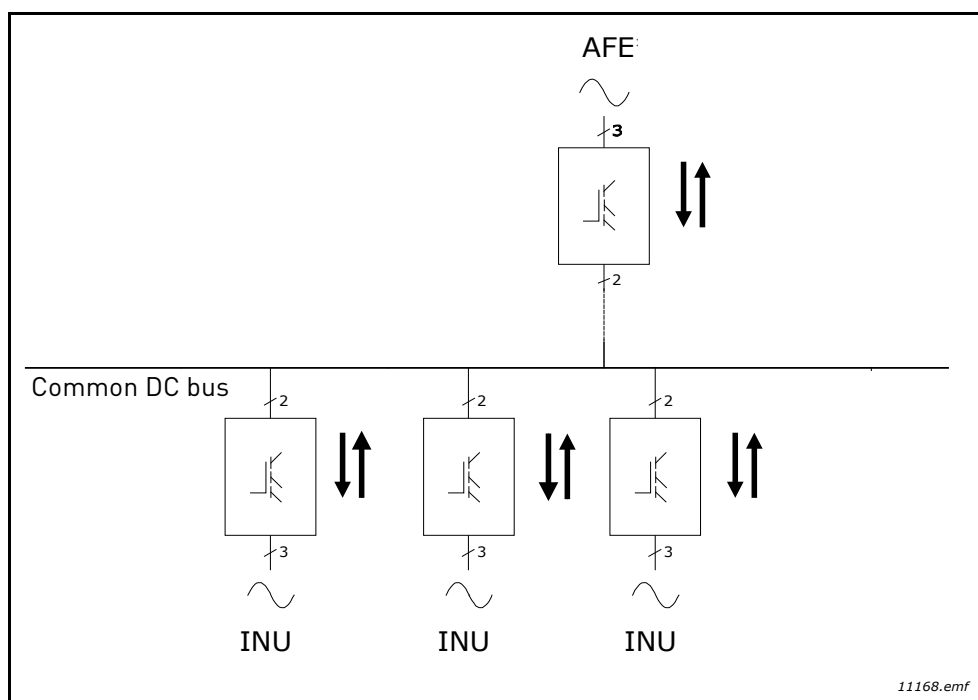 AFE
3
2
Common DC bus
2 2 2
3 3 3
INU INU INU
11168.emf